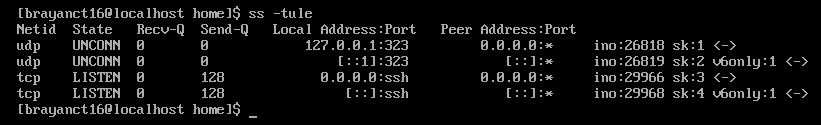 [brayanct16@localhost home]$ ss -tule
Netid State Recv-Q Send-Q Local Address:Port Peer Address:Port
udp UNCONN 0 0 127.0.0.1:323 0.0.0.0:* ino:26818 sk:1 <->
udp UNCONN 0 0 [::1]:323 [::]:* ino:26819 sk:2 v6only:1 <->
tcp LISTEN 0 128 0.0.0.0:ssh 0.0.0.0:* ino:29966 sk:3 <->
tcp LISTEN 0 128 [::]:ssh [::]:* ino:29968 sk:4 v6only:1 <->
[brayanct16@localhost home]$ _